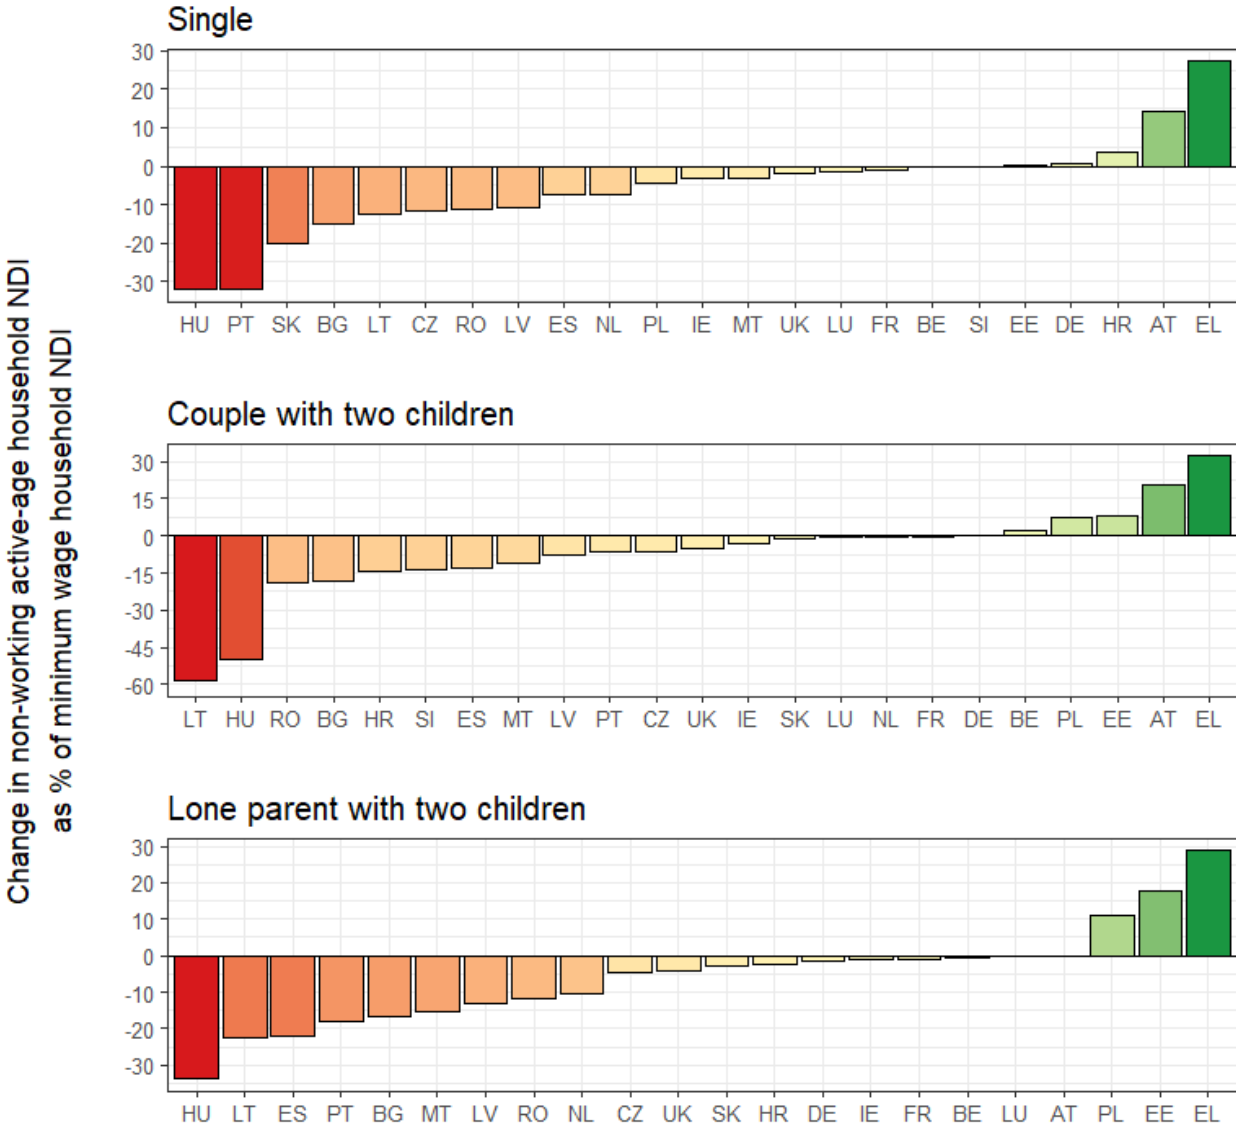 Change in non-working active-age household NDI
as % of minimum wage household NDI
Single
30
20
10
0
-10
-20
-30
HU PT SK BG LT CZ RO LV ES NL PL IE MT UK LU FR BE SI EE DE HR AT EL
Couple with two children
30
15
0
-15
-30
-45
-60
LT HU RO BG HR SI ES MT LV PT CZ UK IE SK LU NL FR DE BE PL EE AT EL
Lone parent with two children
30
20
10
0
-10
-20
-30
HU LT ES PT BG MT LV RO NL CZ UK SK HR DE IE FR BE LU AT PL EE EL